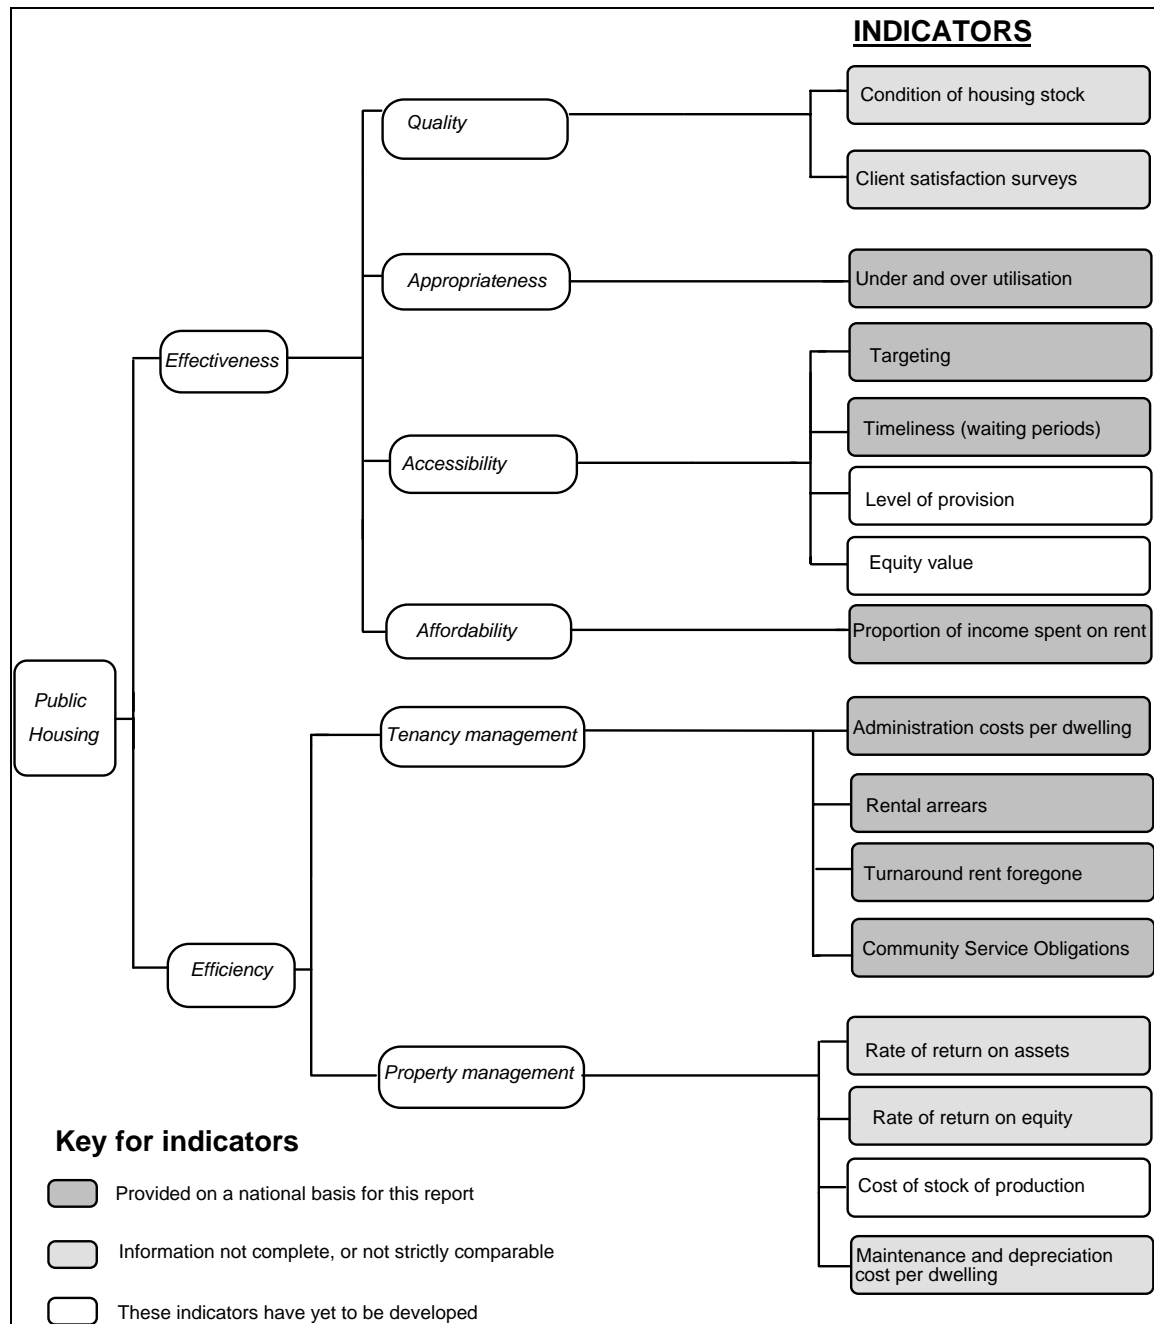 INDICATORS
Condition of housing stock
Quality
Client satisfaction surveys
Appropriateness
Under and over utilisation
Effectiveness
Targeting
Timeliness (waiting periods)
Accessibility
Level of provision
Equity value
Affordability
Proportion of income spent on rent
Public
Housing
Tenancy management
Administration costs per dwelling
Rental arrears
Turnaround rent foregone
Community Service Obligations
Efficiency
Property management
Rate of return on assets
Rate of return on equity
Cost of stock of production
Maintenance and depreciation
cost per dwelling
Key for indicators
Provided on a national basis for this report
Information not complete, or not strictly comparable
These indicators have yet to be developed